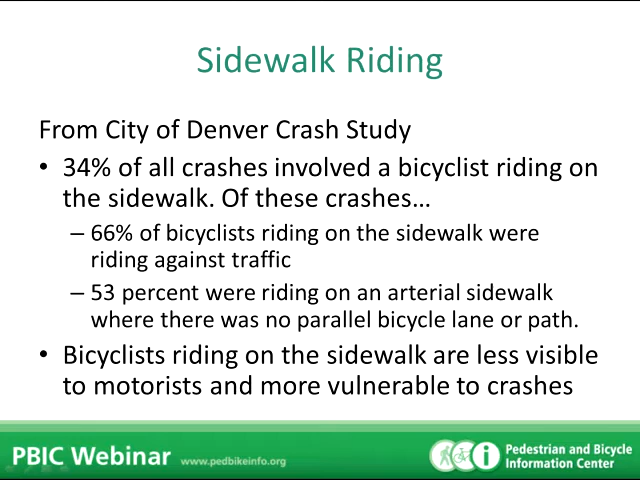 Sidewalk Riding
From City of Denver Crash Study
• 34% of all crashes involved a bicyclist riding on
the sidewalk. Of these crashes…
– 66% of bicyclists riding on the sidewalk were
riding against traffic
– 53 percent were riding on an arterial sidewalk
where there was no parallel bicycle lane or path.
• Bicyclists riding on the sidewalk are less visible
to motorists and more vulnerable to crashes
PBIC Webinar www.pedbikeinfo.org
Pedestrian and Bicycle
Information Center